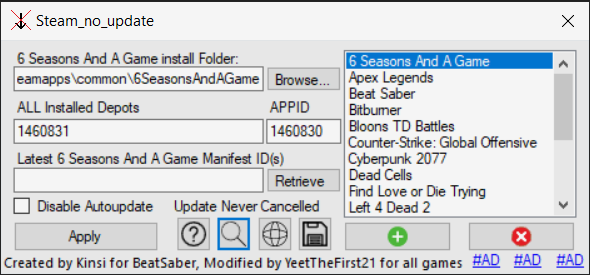 Steam_no_update
6 Seasons And A Game install Folder:
eamapps\common\6SeasonsAndAGame
Browse...
ALL Installed Depots
APPID
1460831
1460830
Latest 6 Seasons And A Game Manifest ID(s)
Retrieve
Disable Autoupdate
Update Never Cancelled
Apply
6 Seasons And A Game
Apex Legends
Beat Saber
Bitburner
Bloons TD Battles
Counter-Strike: Global Offensive
Cyberpunk 2077
Dead Cells
Find Love or Die Trying
Left 4 Dead 2
Created by Kinsi for BeatSaber, Modified by YeetTheFirst21 for all games
#AD #AD #AD